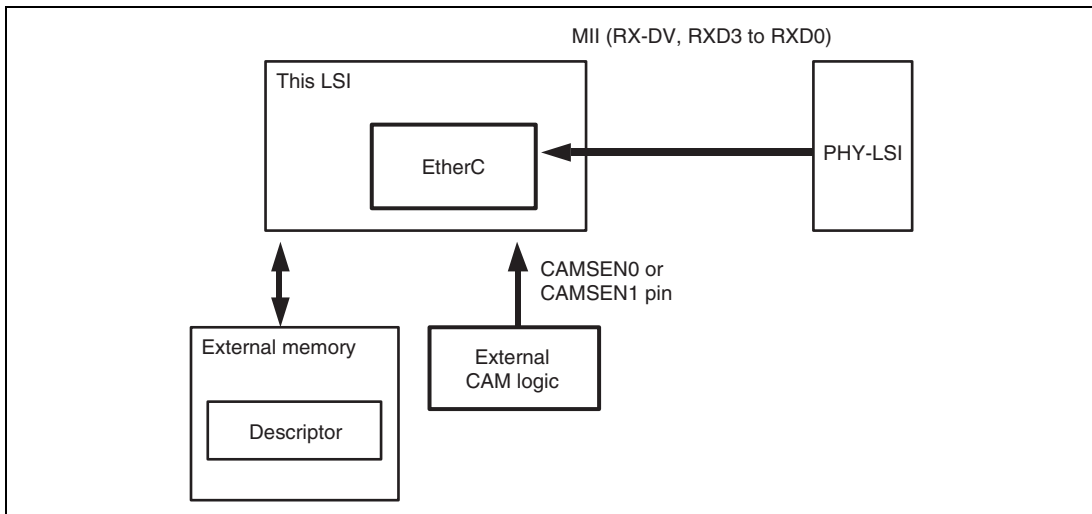 MII (RX-DV, RXD3 to RXD0)
This LSI
EtherC
PHY-LSI
CAMSEN0 or
CAMSEN1 pin
External memory
Descriptor
External
CAM logic